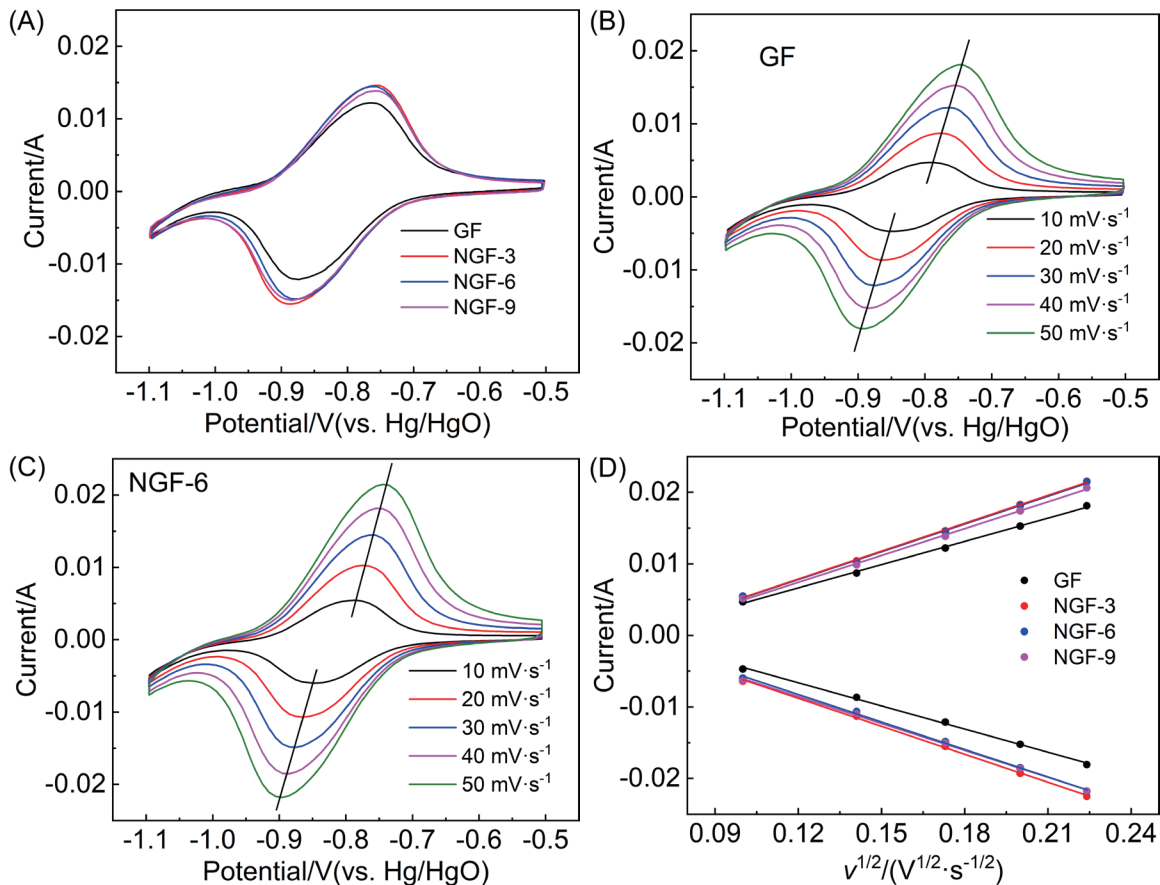 (A)
0.02
0.01
0.00
-0.01
-0.02
Current/A
GF
NGF-3
NGF-6
NGF-9
-1.1 -1.0 -0.9 -0.8 -0.7 -0.6 -0.5
Potential/V(vs. Hg/HgO)
(B)
GF
0.02
0.01
0.00
-0.01
-0.02
Current/A
10 mV·s⁻¹
20 mV·s⁻¹
30 mV·s⁻¹
40 mV·s⁻¹
50 mV·s⁻¹
-1.1 -1.0 -0.9 -0.8 -0.7 -0.6 -0.5
Potential/V(vs. Hg/HgO)
(C)
NGF-6
0.02
0.01
0.00
-0.01
-0.02
Current/A
10 mV·s⁻¹
20 mV·s⁻¹
30 mV·s⁻¹
40 mV·s⁻¹
50 mV·s⁻¹
-1.1 -1.0 -0.9 -0.8 -0.7 -0.6 -0.5
Potential/V(vs. Hg/HgO)
(D)
0.02
0.01
0.00
-0.01
-0.02
Current/A
GF
NGF-3
NGF-6
NGF-9
0.09 0.12 0.15 0.18 0.21 0.24
v¹ᐟ²/(V¹ᐟ²·s⁻¹ᐟ²)